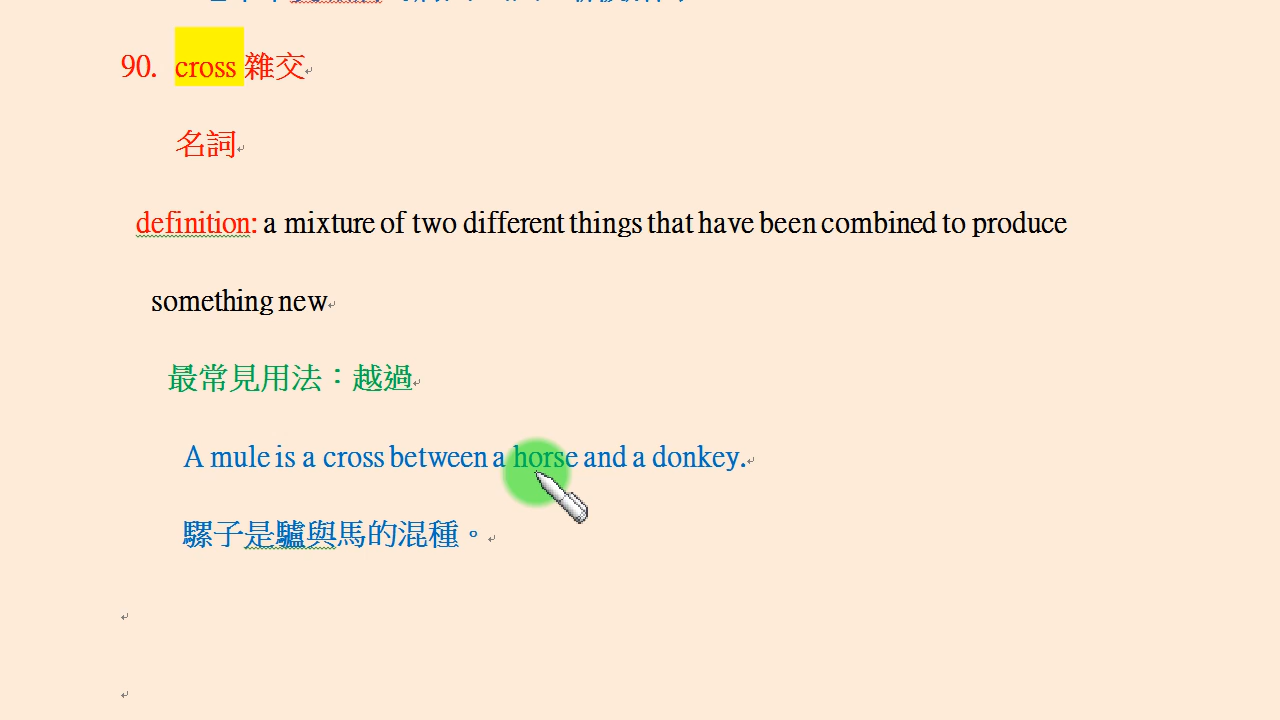 90. cross 雜交
名詞
definition: a mixture of two different things that have been combined to produce
something new
最常見用法：越過
A mule is a cross between a horse and a donkey.
騾子是驢與馬的混種。